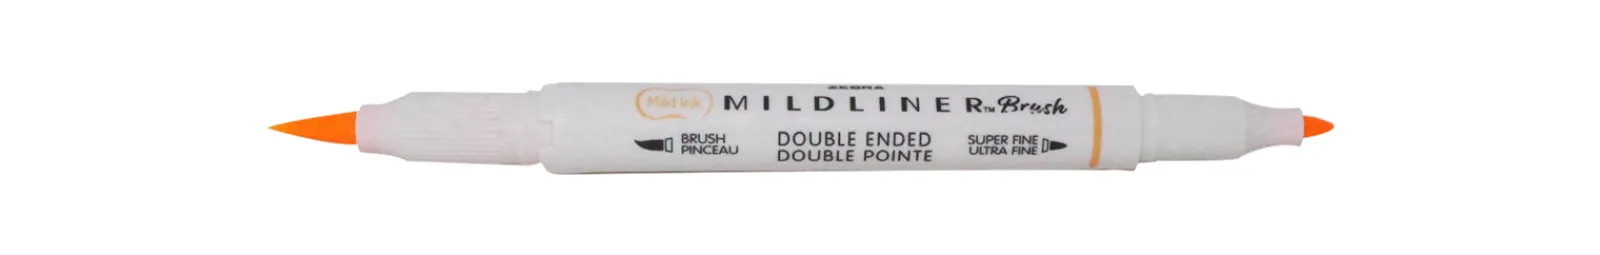 ZEBRA
Mild Ink MILDLINER™ Brush
BRUSH
PINCEAU
DOUBLE ENDED
DOUBLE POINTE
SUPER FINE
ULTRA FINE